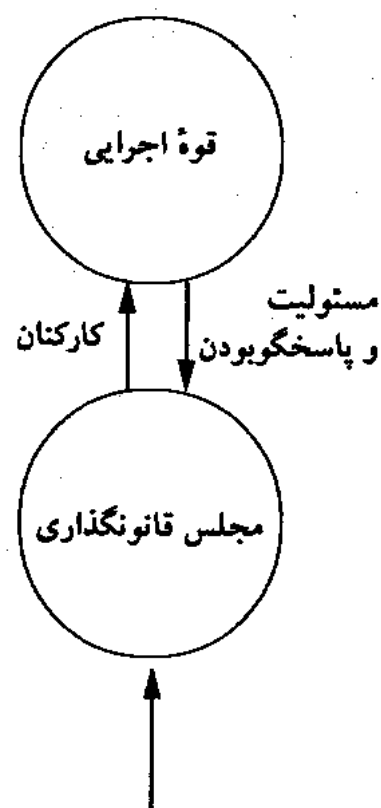 قوهٔ اجرایی
مسئولیت
و پاسخگوبودن
کارکنان
مجلس قانونگذاری